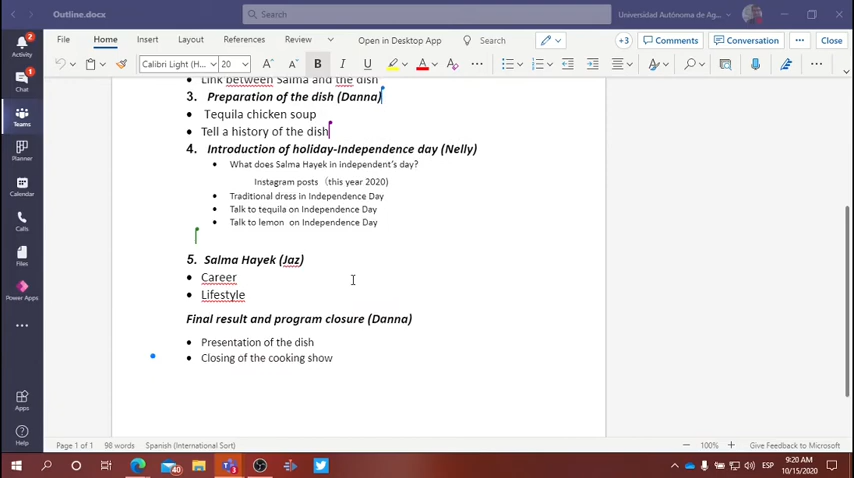 Outline.docx
Search
Universidad Autónoma de Ag...
File Home Insert Layout References Review Open in Desktop App Search +3 Comments Conversation Close
Calibri Light (H... 20
Activity
Chat
Teams
Planner
Calendar
Calls
Files
Power Apps
Apps
Help
Link between Salma and the dish
3. Preparation of the dish (Danna)
• Tequila chicken soup
• Tell a history of the dish
4. Introduction of holiday-Independence day (Nelly)
• What does Salma Hayek in independent's day?
Instagram posts (this year 2020)
• Traditional dress in Independence Day
• Talk to tequila on Independence Day
• Talk to lemon on Independence Day
5. Salma Hayek (Jaz)
• Career
• Lifestyle
Final result and program closure (Danna)
• Presentation of the dish
• Closing of the cooking show
Page 1 of 1 98 words Spanish (International Sort) 100% Give Feedback to Microsoft
40
ESP
9:20 AM
10/15/2020